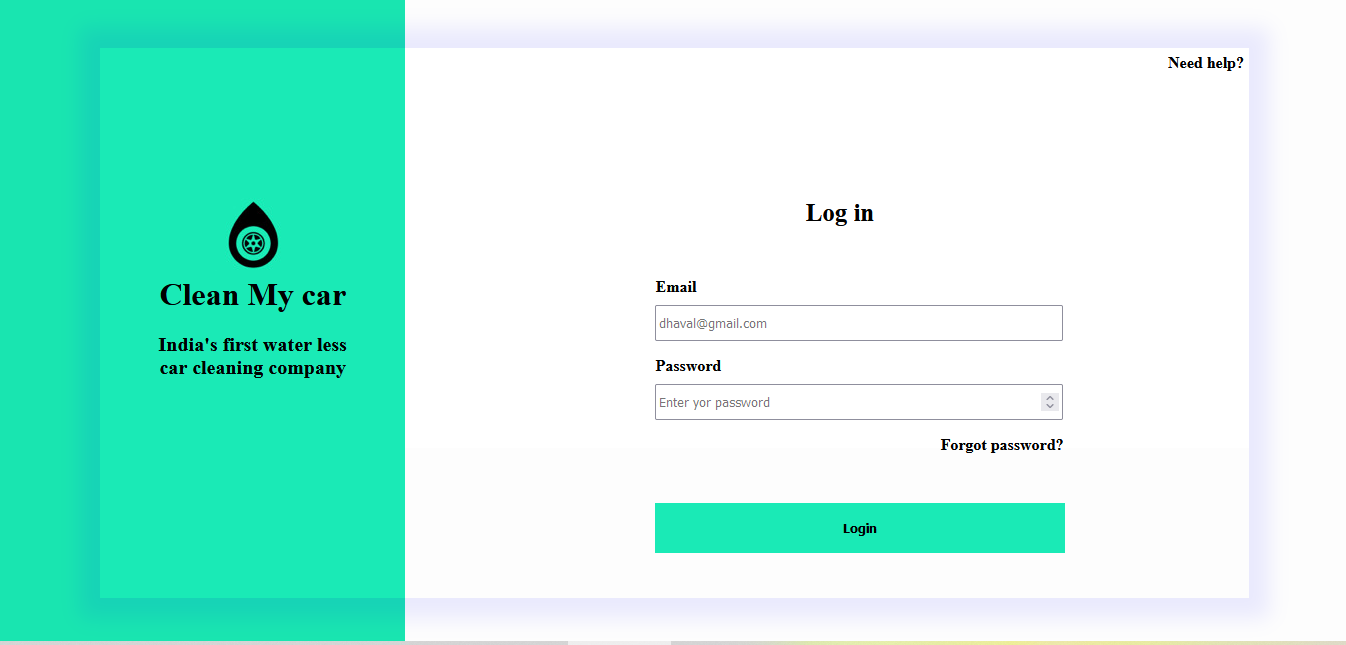 Need help?
Clean My car
India's first water less
car cleaning company
Log in
Email
dhaval@gmail.com
Password
Enter yor password
Forgot password?
Login